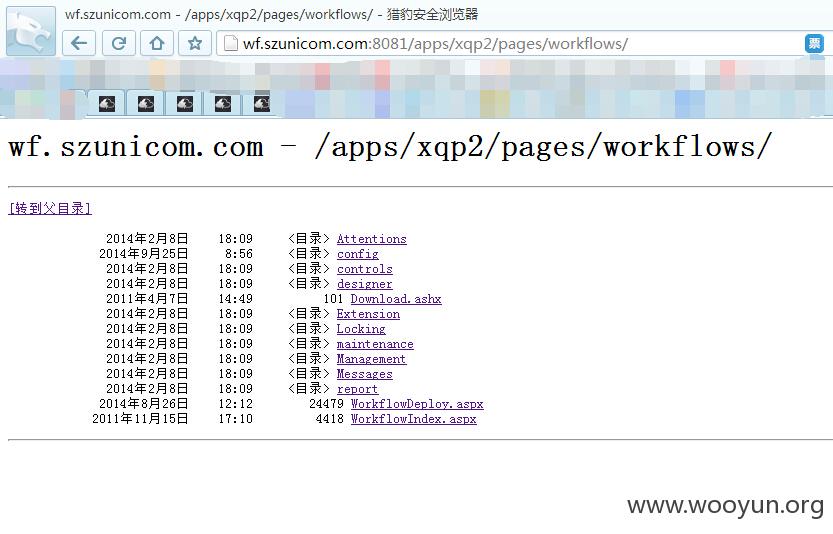 wf.szunicom.com - /apps/xqp2/pages/workflows/ - 猎豹安全浏览器
wf.szunicom.com:8081/apps/xqp2/pages/workflows/ 票
wf.szunicom.com - /apps/xqp2/pages/workflows/
[转到父目录]
2014年2月8日 18:09 <目录> Attentions
2014年9月25日 8:56 <目录> config
2014年2月8日 18:09 <目录> controls
2014年2月8日 18:09 <目录> designer
2011年4月7日 14:49 101 Download.ashx
2014年2月8日 18:09 <目录> Extension
2014年2月8日 18:09 <目录> Locking
2014年2月8日 18:09 <目录> maintenance
2014年2月8日 18:09 <目录> Management
2014年2月8日 18:09 <目录> Messages
2014年2月8日 18:09 <目录> report
2014年8月26日 12:12 24479 WorkflowDeploy.aspx
2011年11月15日 17:10 4418 WorkflowIndex.aspx
www.wooyun.org